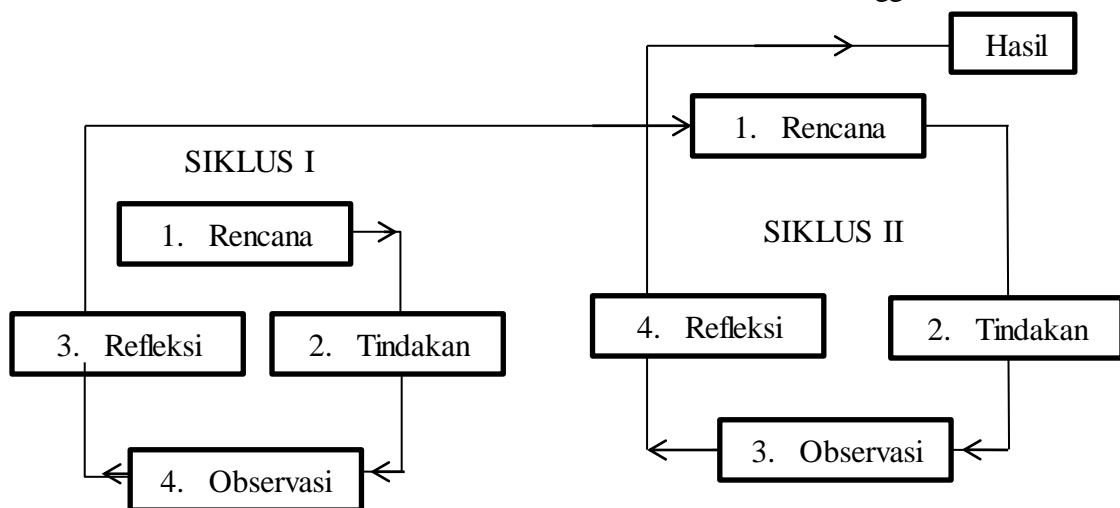 Hasil
1. Rencana
SIKLUS I
1. Rencana
SIKLUS II
3. Refleksi
2. Tindakan
4. Refleksi
2. Tindakan
4. Observasi
3. Observasi